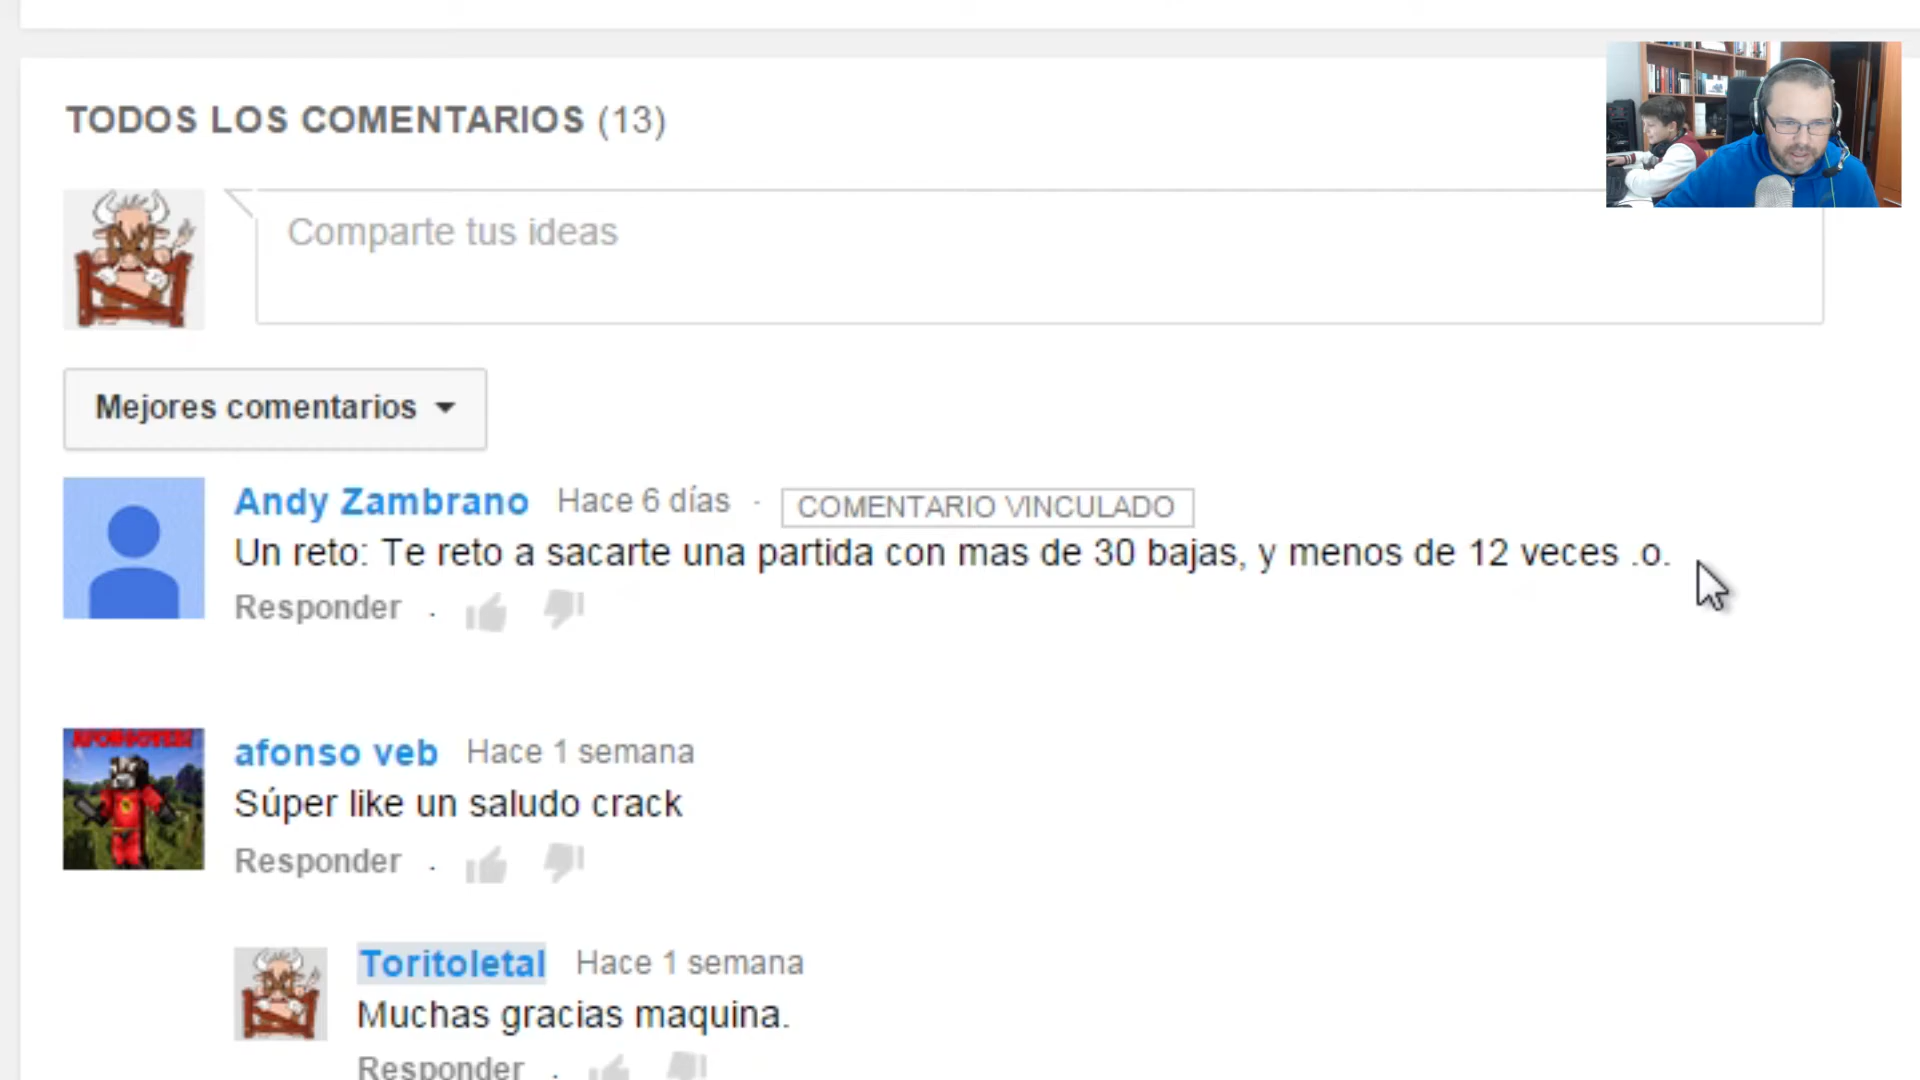 TODOS LOS COMENTARIOS (13)
Comparte tus ideas
Mejores comentarios
Andy Zambrano Hace 6 días · COMENTARIO VINCULADO
Un reto: Te reto a sacarte una partida con mas de 30 bajas, y menos de 12 veces .o.
Responder ·
afonso veb Hace 1 semana
Súper like un saludo crack
Responder ·
Toritoletal Hace 1 semana
Muchas gracias maquina.
Responder ·